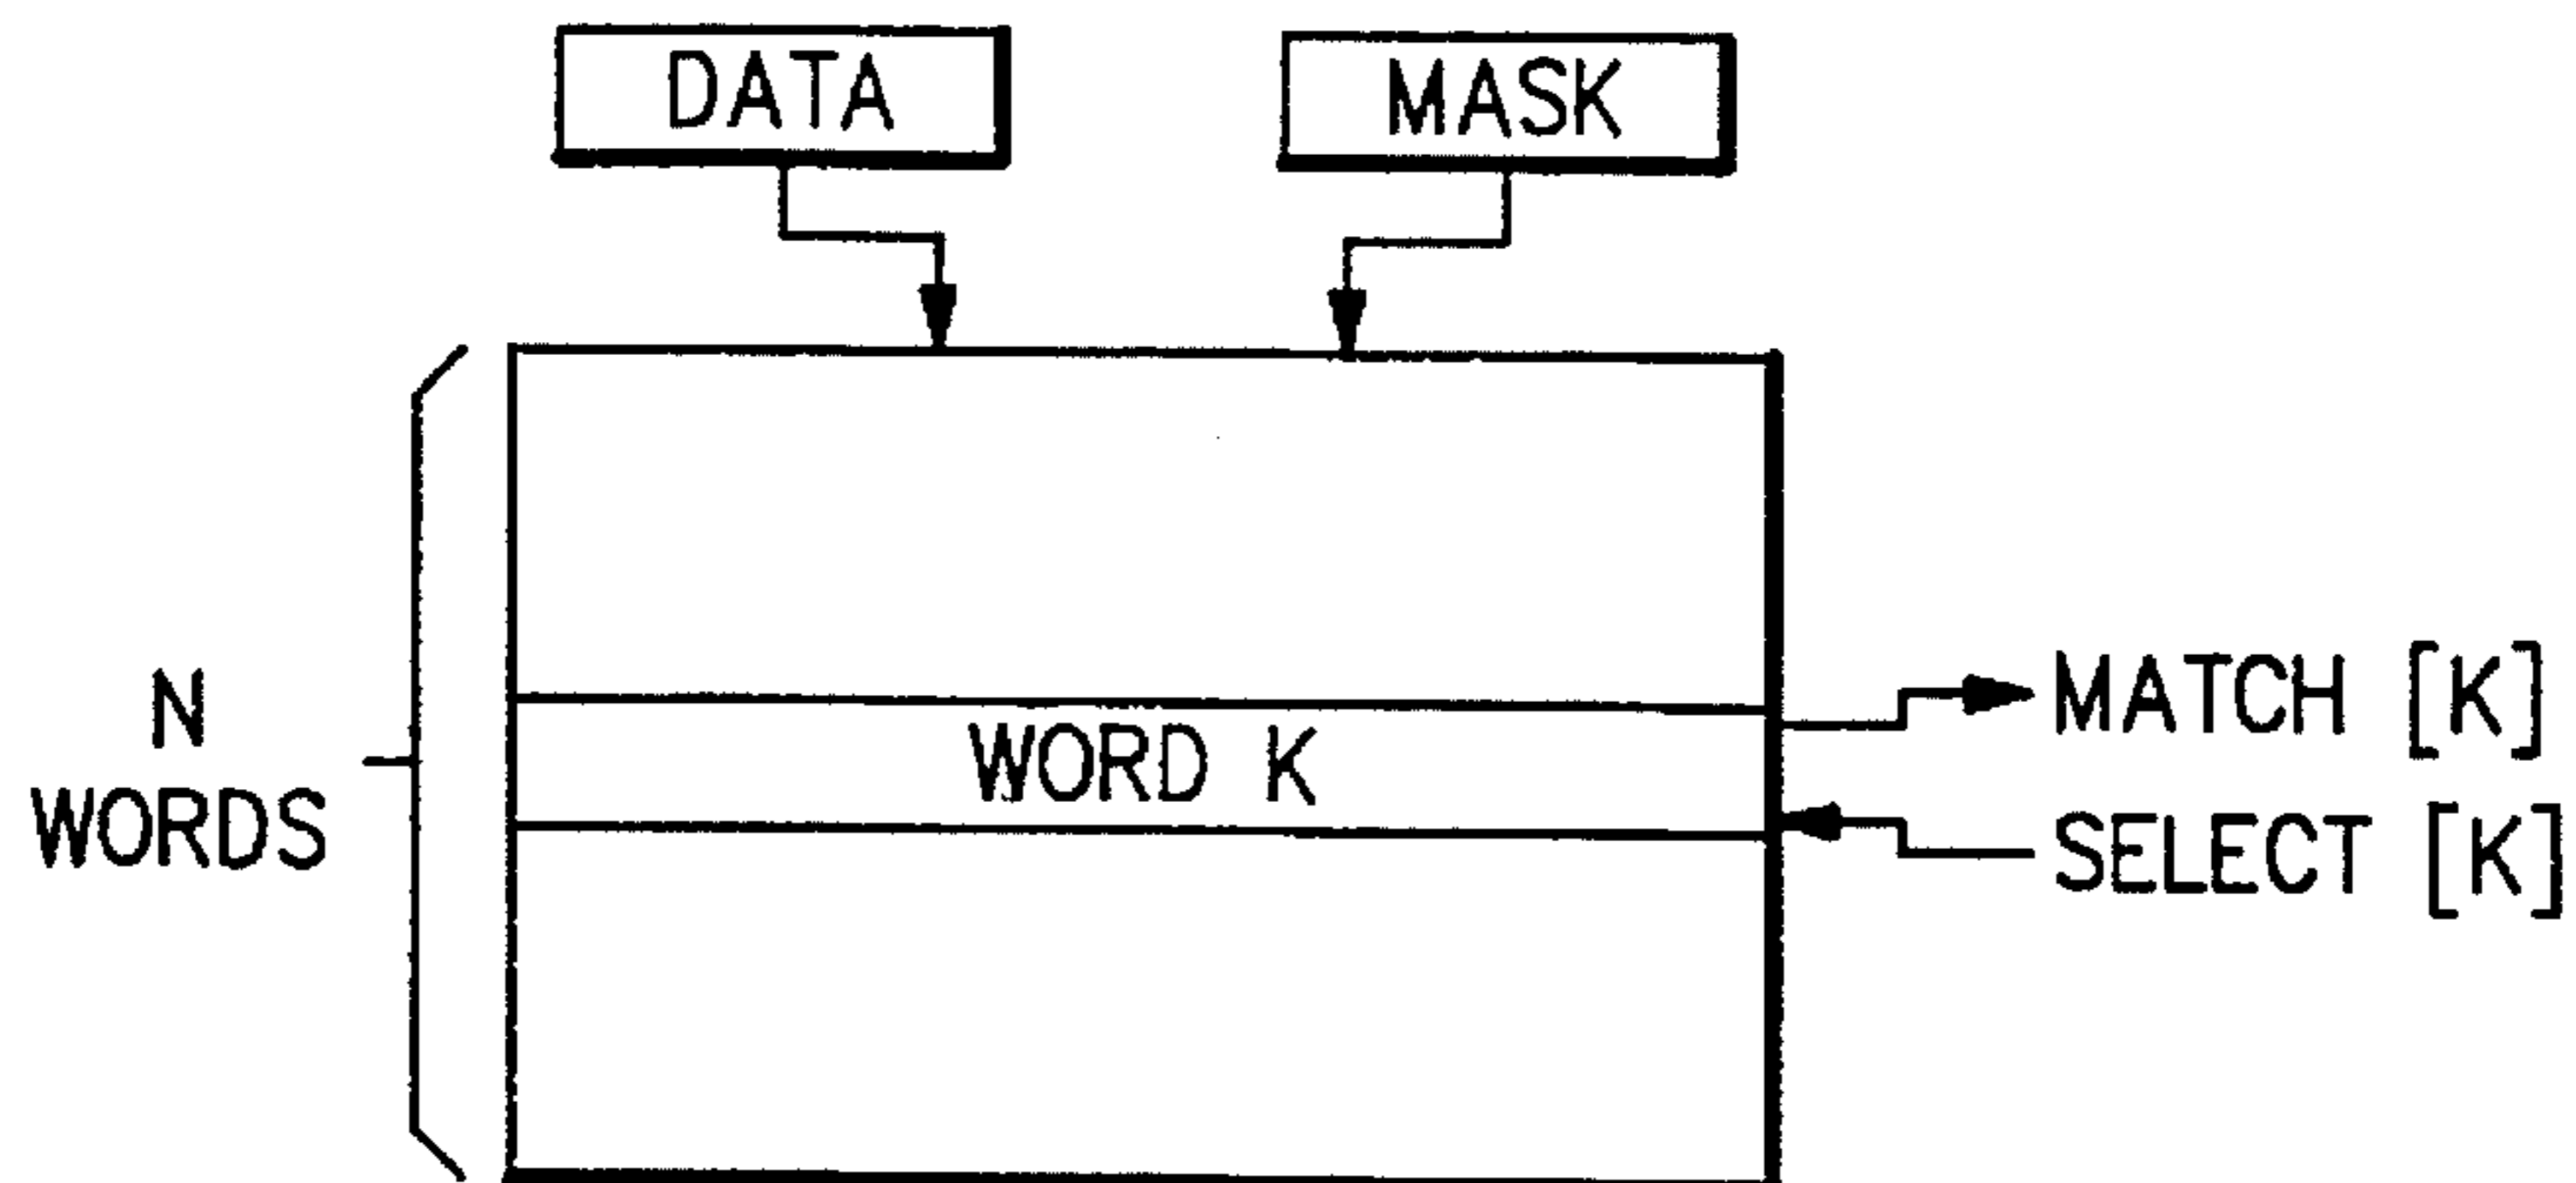 DATA
MASK
N
WORDS
WORD K
MATCH [K]
SELECT [K]